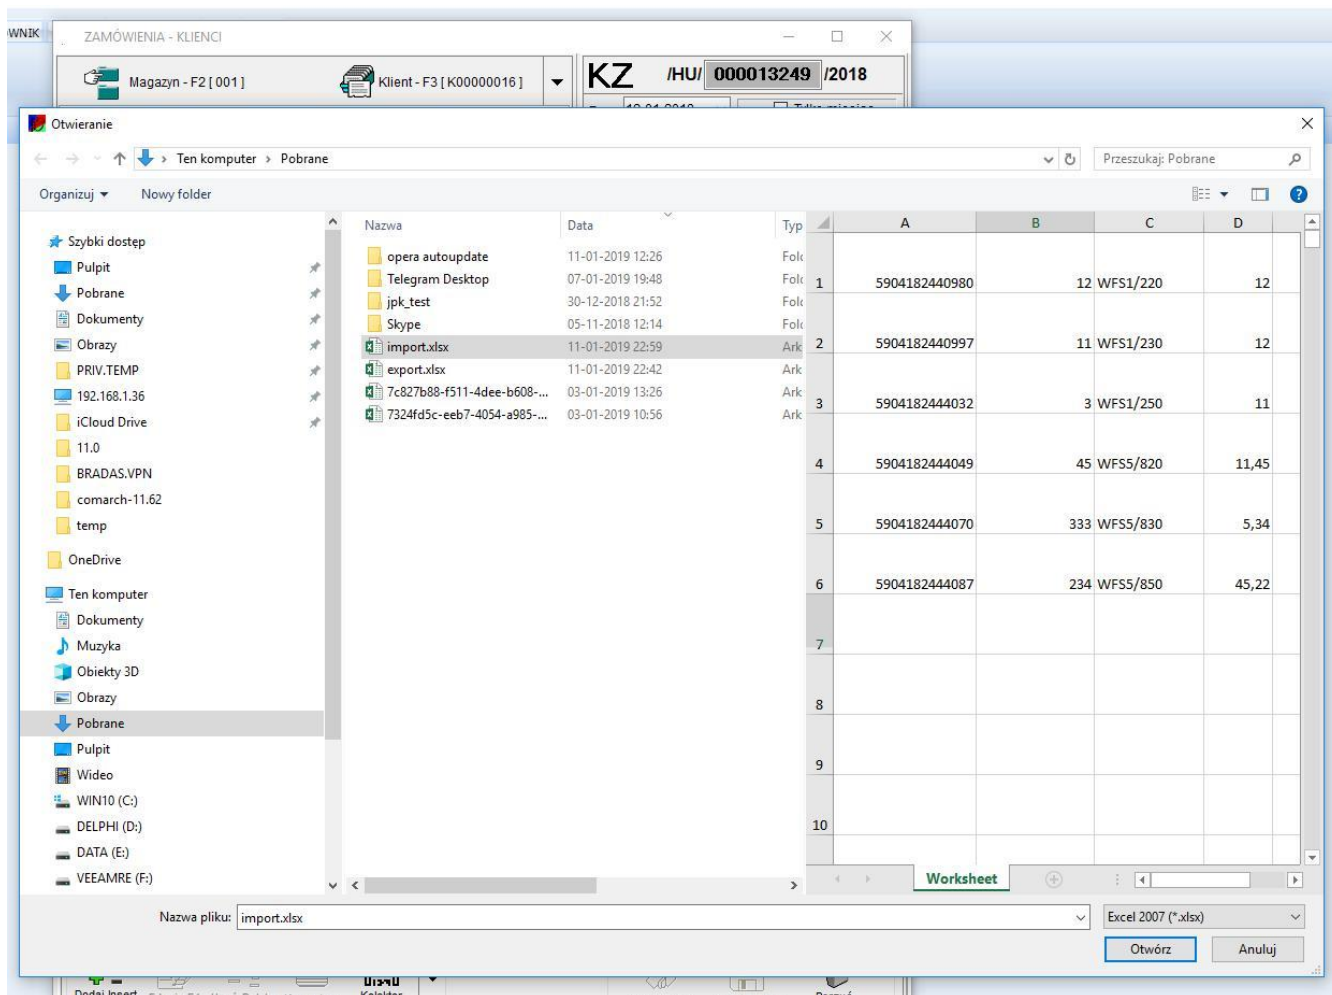 WNIK
ZAMÓWIENIA - KLIENCI
Magazyn - F2 [ 001 ]
Klient - F3 [ K00000016 ]
KZ /HU/ 000013249 /2018
Otwieranie
Ten komputer > Pobrane
Przeszukaj: Pobrane
Organizuj
Nowy folder
Szybki dostęp
Pulpit
Pobrane
Dokumenty
Obrazy
PRIV.TEMP
192.168.1.36
iCloud Drive
11.0
BRADAS.VPN
comarch-11.62
temp
OneDrive
Ten komputer
Dokumenty
Muzyka
Obiekty 3D
Obrazy
Pobrane
Pulpit
Wideo
WIN10 (C:)
DELPHI (D:)
DATA (E:)
VEEAMRE (F:)
Nazwa Data Typ
opera autoupdate 11-01-2019 12:26 Fold
Telegram Desktop 07-01-2019 19:48 Fold
jpk_test 30-12-2018 21:52 Fold
Skype 05-11-2018 12:14 Fold
import.xlsx 11-01-2019 22:59 Ark
export.xlsx 11-01-2019 22:42 Ark
7c827b88-f511-4dee-b608-... 03-01-2019 13:26 Ark
7324fd5c-eeb7-4054-a985-... 03-01-2019 10:56 Ark
A B C D
1 5904182440980 12 WFS1/220 12
2 5904182440997 11 WFS1/230 12
3 5904182444032 3 WFS1/250 11
4 5904182444049 45 WFS5/820 11,45
5 5904182444070 333 WFS5/830 5,34
6 5904182444087 234 WFS5/850 45,22
7
8
9
10
Worksheet
Nazwa pliku: import.xlsx
Excel 2007 (*.xlsx)
Otwórz
Anuluj
Dodaj Insert